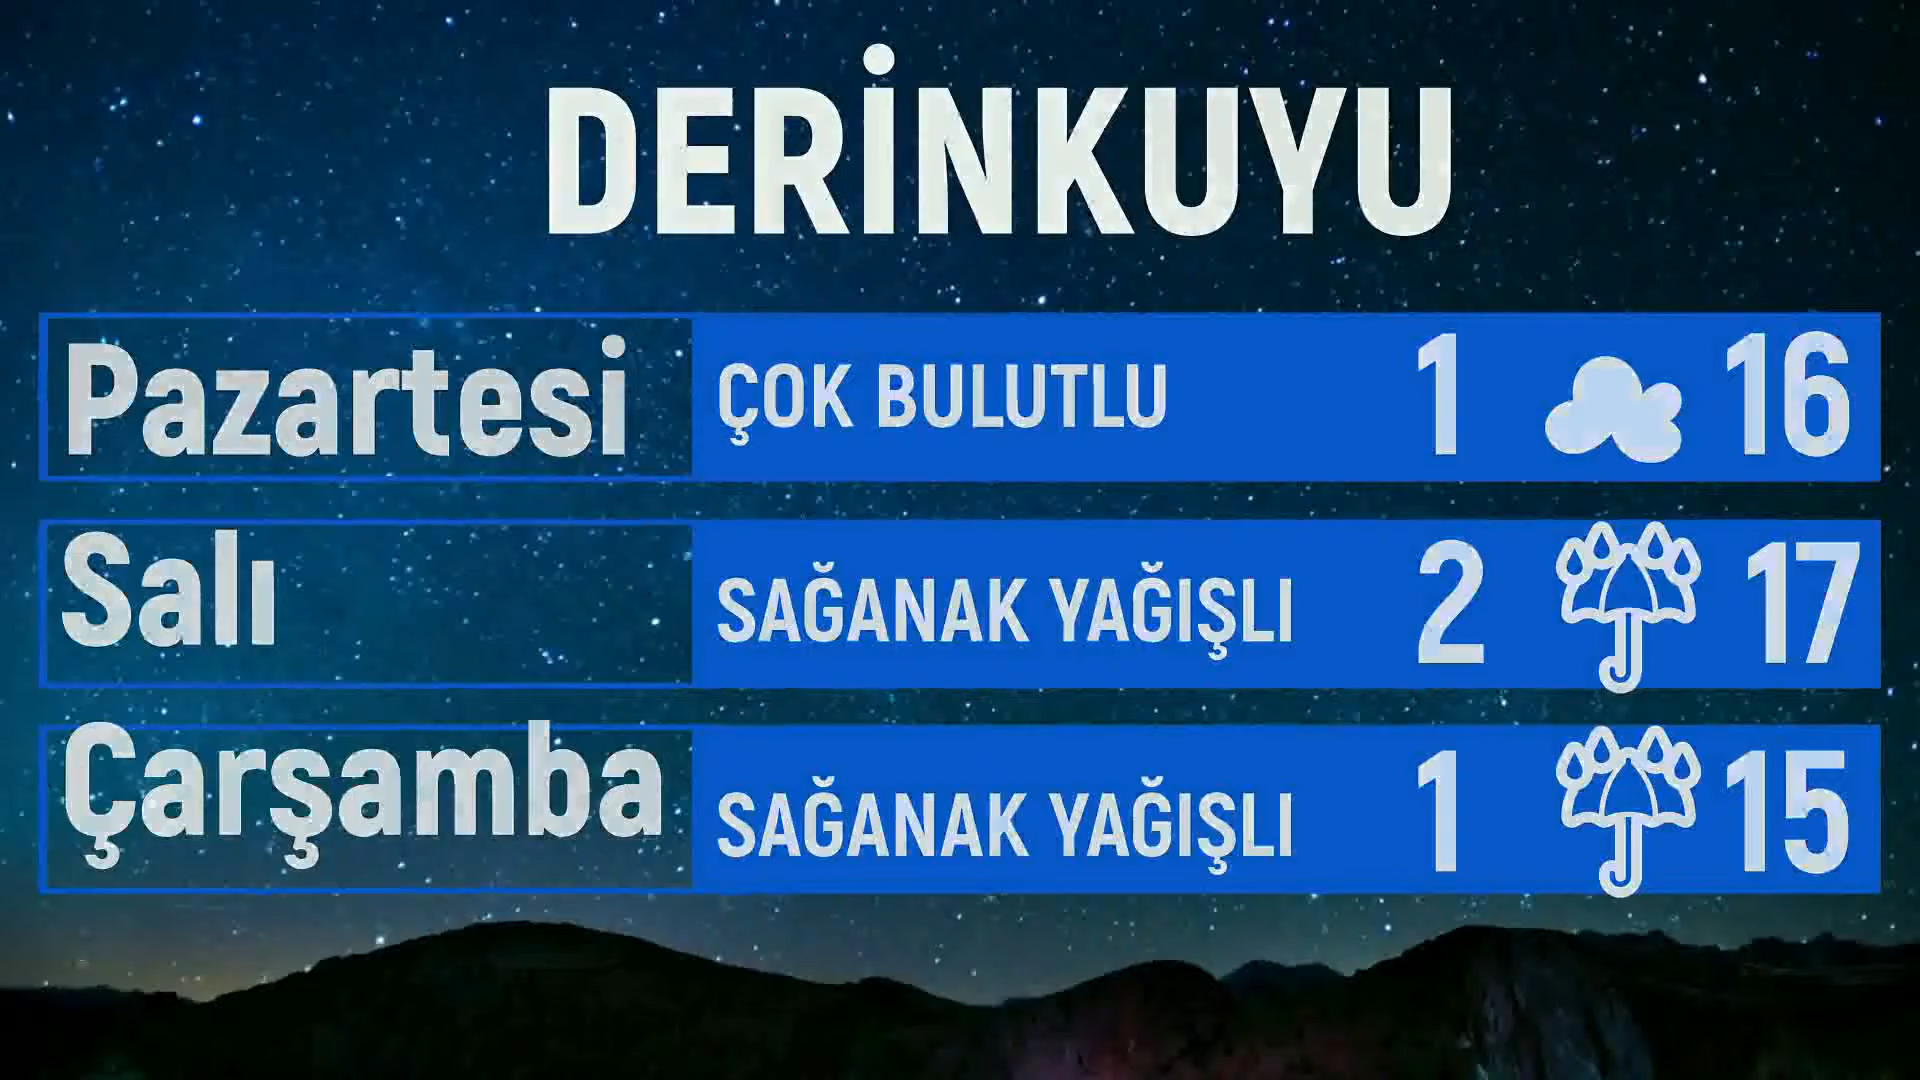 DERİNKUYU
Pazartesi ÇOK BULUTLU 1 16
Salı SAĞANAK YAĞIŞLI 2 17
Çarşamba SAĞANAK YAĞIŞLI 1 15